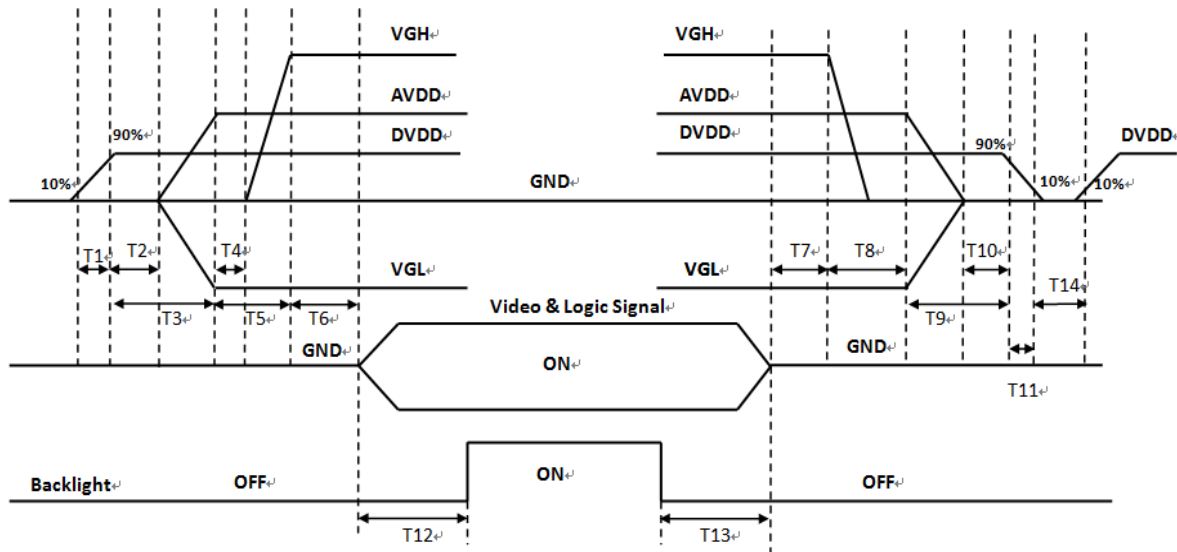 VGH↵ VGH↵
AVDD↵ AVDD↵
90%↵ DVDD↵ DVDD↵ 90%↵ DVDD↵
10%↵ GND↵ 10%↵ 10%↵
T1↵ T2↵ T4↵ T7↵ T8↵ T10↵
VGL↵ VGL↵ T14↵
T3↵ T5↵ T6↵ Video & Logic Signal↵ T9↵
GND↵ ON↵ GND↵
T11↵
Backlight↵ OFF↵ ON↵ OFF↵
T12↵ T13↵